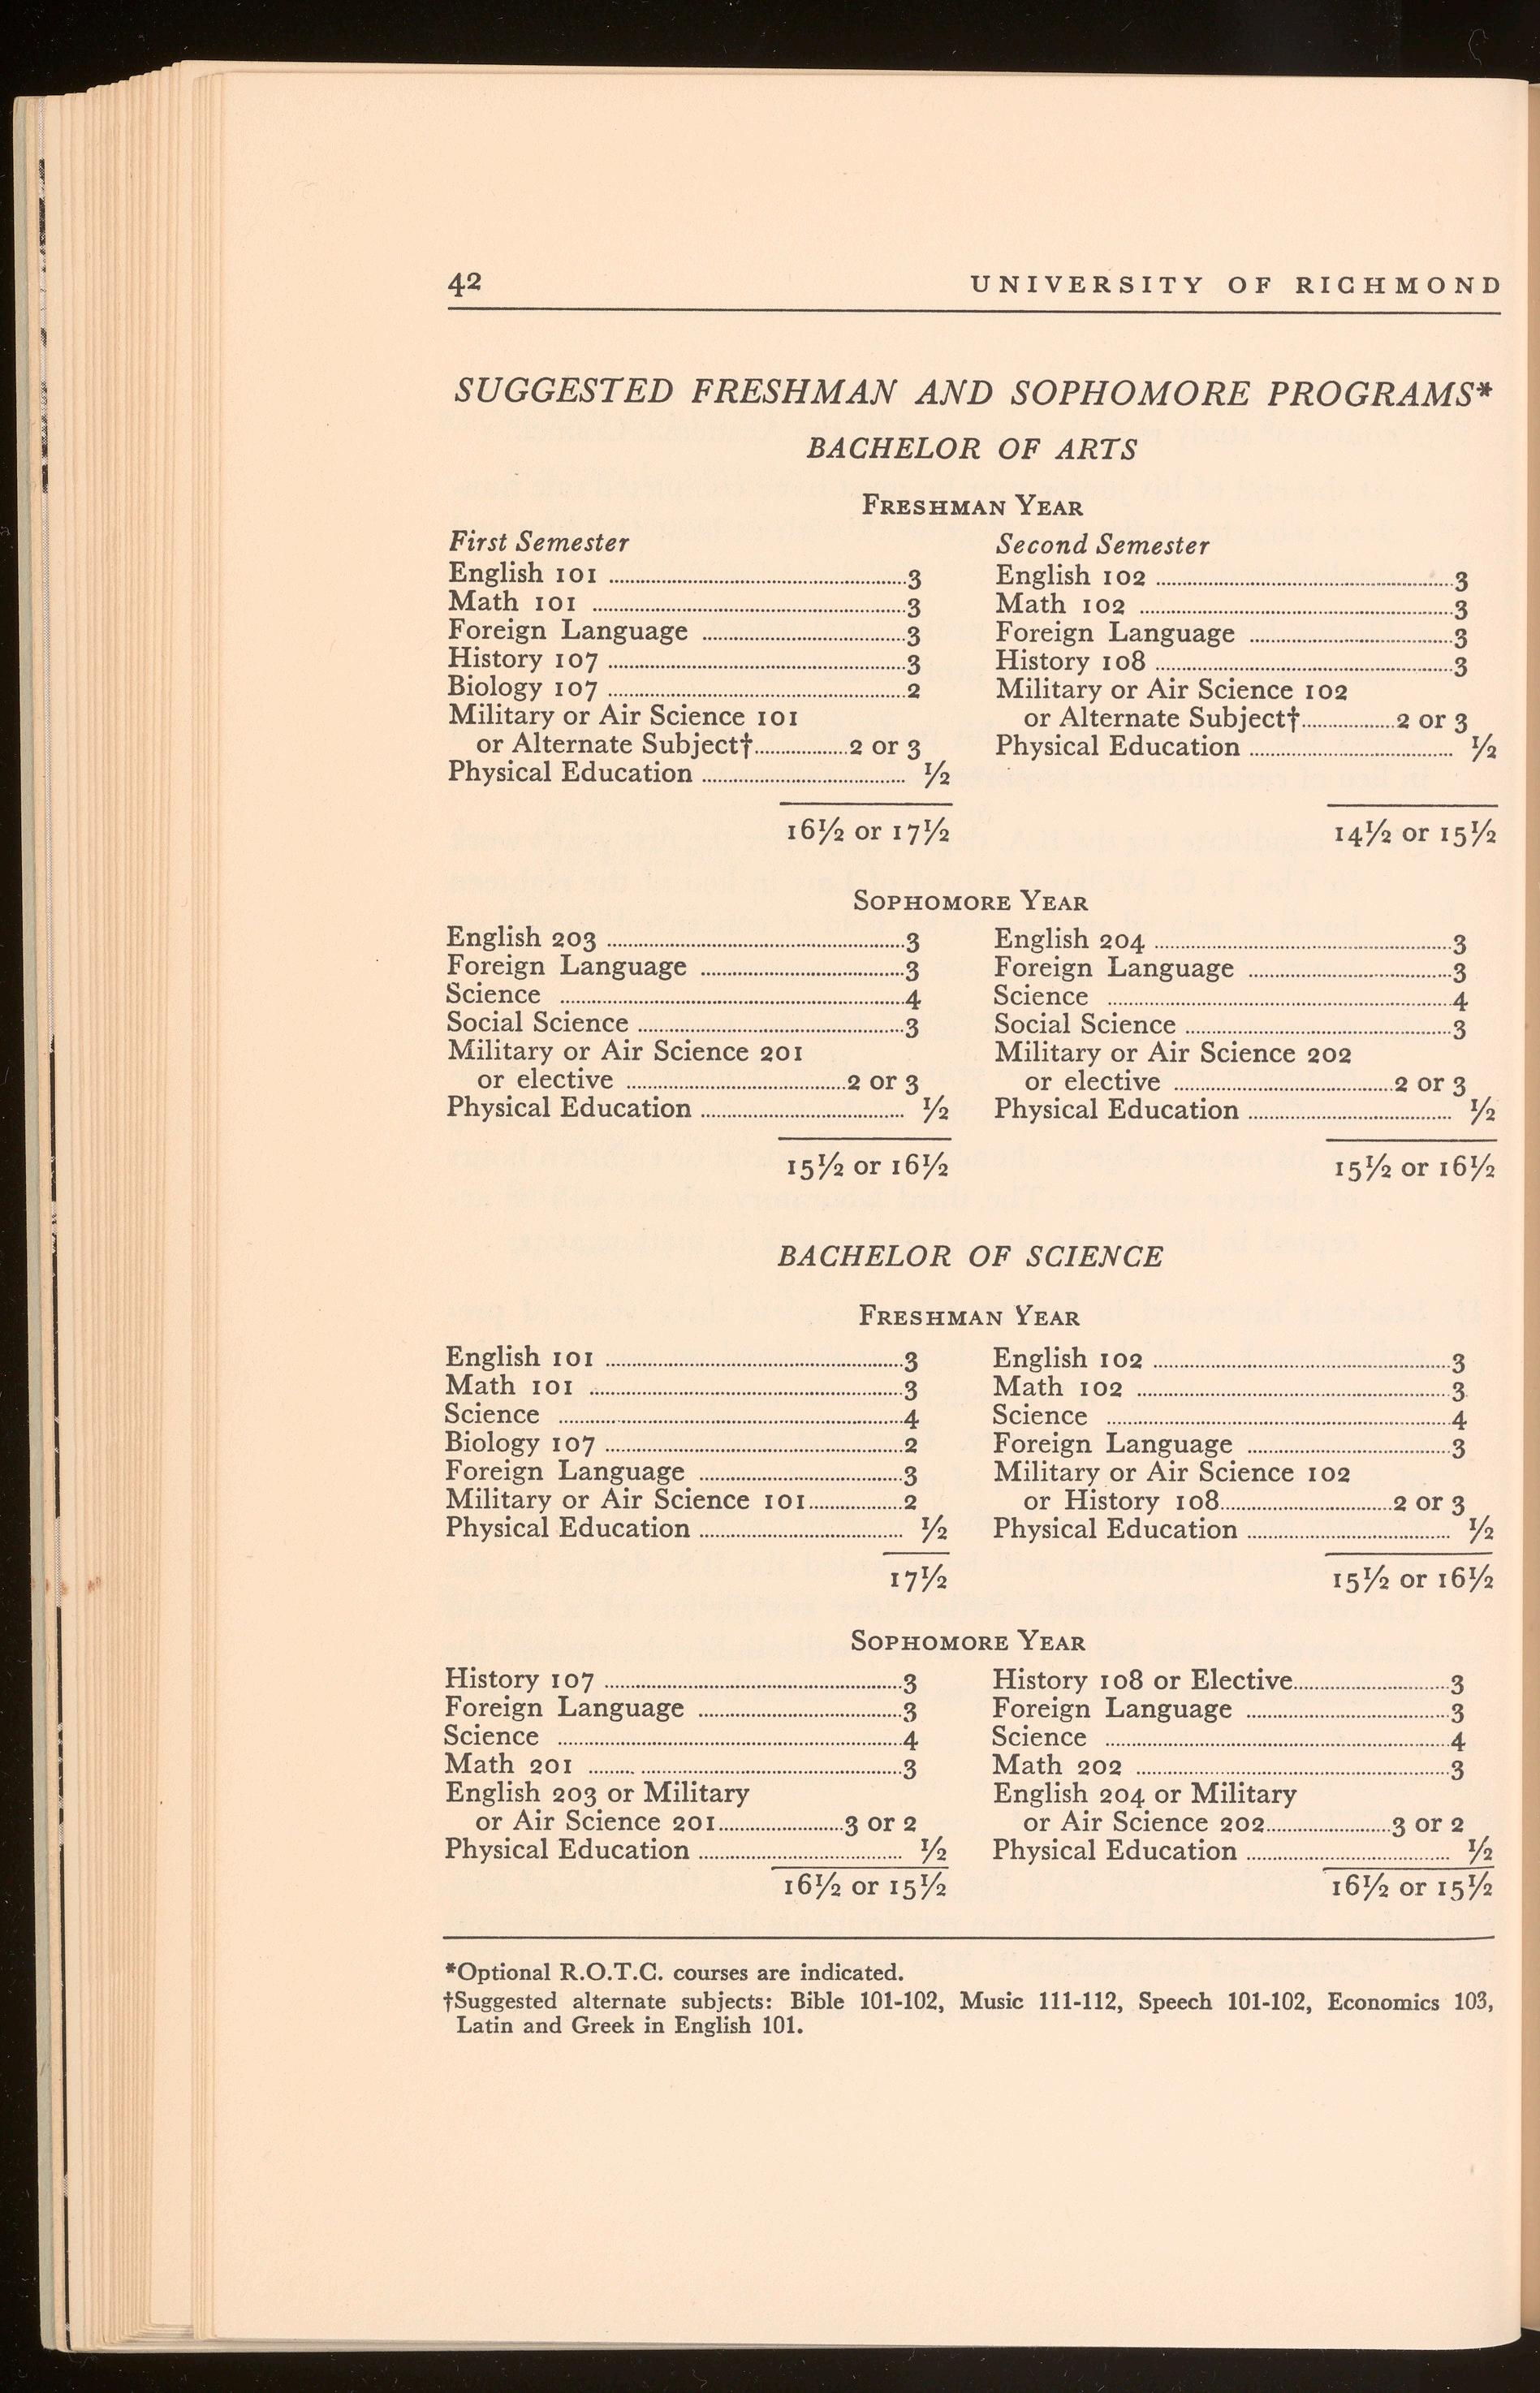 42 UNIVERSITY OF RICHMOND
SUGGESTED FRESHMAN AND SOPHOMORE PROGRAMS*
BACHELOR OF ARTS
FRESHMAN YEAR
First Semester
English 101 ....................3
Math 101 ....................3
Foreign Language ....................3
History 107 ....................3
Biology 107 ....................2
Military or Air Science 101
or Alternate Subject†....................2 or 3
Physical Education .................... ½
16½ or 17½
Second Semester
English 102 ....................3
Math 102 ....................3
Foreign Language ....................3
History 108 ....................3
Military or Air Science 102
or Alternate Subject†....................2 or 3
Physical Education .................... ½
14½ or 15½
SOPHOMORE YEAR
English 203 ....................3
Foreign Language ....................3
Science ....................4
Social Science ....................3
Military or Air Science 201
or elective ....................2 or 3
Physical Education .................... ½
15½ or 16½
English 204 ....................3
Foreign Language ....................3
Science ....................4
Social Science ....................3
Military or Air Science 202
or elective ....................2 or 3
Physical Education .................... ½
15½ or 16½
BACHELOR OF SCIENCE
FRESHMAN YEAR
English 101 ....................3
Math 101 ....................3
Science ....................4
Biology 107 ....................2
Foreign Language ....................3
Military or Air Science 101....................2
Physical Education .................... ½
17½
English 102 ....................3
Math 102 ....................3
Science ....................4
Foreign Language ....................3
Military or Air Science 102
or History 108....................2 or 3
Physical Education .................... ½
15½ or 16½
SOPHOMORE YEAR
History 107 ....................3
Foreign Language ....................3
Science ....................4
Math 201 ....................3
English 203 or Military
or Air Science 201....................3 or 2
Physical Education .................... ½
16½ or 15½
History 108 or Elective....................3
Foreign Language ....................3
Science ....................4
Math 202 ....................3
English 204 or Military
or Air Science 202....................3 or 2
Physical Education .................... ½
16½ or 15½
*Optional R.O.T.C. courses are indicated.
†Suggested alternate subjects: Bible 101-102, Music 111-112, Speech 101-102, Economics 103,
Latin and Greek in English 101.